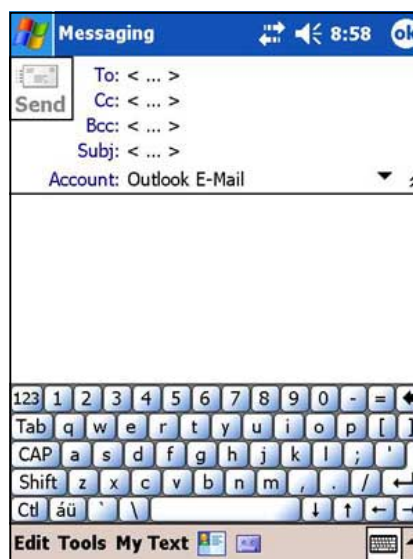 Messaging 8:58 ok
Send
To: < ... >
Cc: < ... >
Bcc: < ... >
Subj: < ... >
Account: Outlook E-Mail
123 1 2 3 4 5 6 7 8 9 0 - =
Tab q w e r t y u i o p [ ]
CAP a s d f g h j k l ; '
Shift z x c v b n m , . /
Ctl áü ` \
Edit Tools My Text